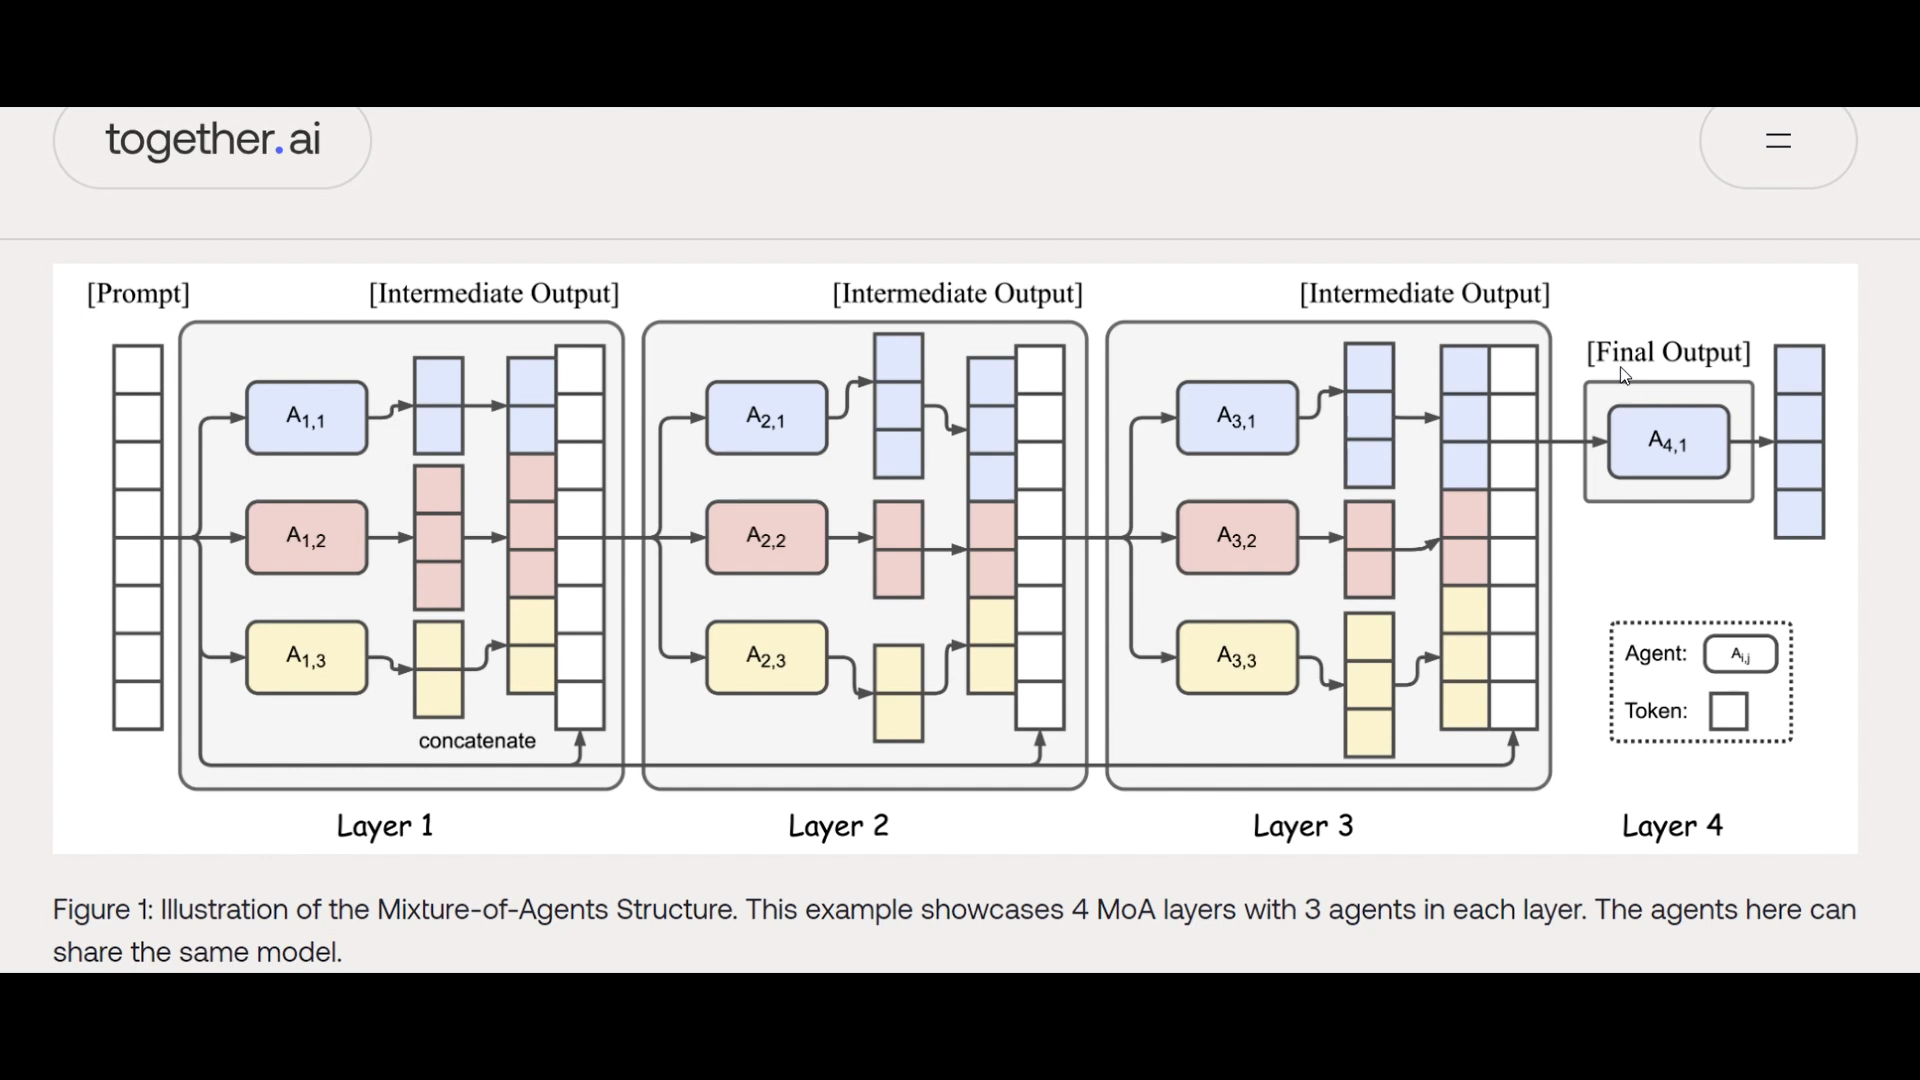 together.ai
[Prompt]
[Intermediate Output]
[Intermediate Output]
[Intermediate Output]
[Final Output]
A1,1
A1,2
A1,3
concatenate
A2,1
A2,2
A2,3
A3,1
A3,2
A3,3
A4,1
Agent: Ai,j
Token:
Layer 1
Layer 2
Layer 3
Layer 4
Figure 1: Illustration of the Mixture-of-Agents Structure. This example showcases 4 MoA layers with 3 agents in each layer. The agents here can
share the same model.